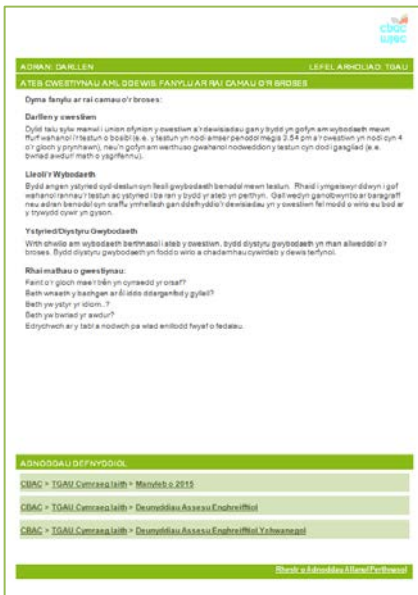 cbac
wjec
ADRAN: DARLLEN LEFEL ARHOLIAD: TGAU
ATEB CWESTIYNAU AML DDEWIS: FANYLU AR RAI CAMAU O'R BROSES
Dyma fanylu ar rai camau o'r broses:
Darllen y cwestiwn
Dylid talu sylw manwl i union ofynion y cwestiwn a'r dewisiadau gan y bydd yn gofyn am wybodaeth mewn
ffurf wahanol i'r testun o bosibl (e.e. y testun yn nodi amser penodol megis 3.54 pm a'r cwestiwn yn nodi cyn 4
o'r gloch y prynhawn), neu'n gofyn am werthuso gwahanol nodweddion y testun cyn dod i gasgliad (e.e.
bwriad awdur/ math o ysgrifennu).
Lleoli'r Wybodaeth
Bydd angen ystyried cyd-destun cyn lleoli gwybodaeth benodol mewn testun. Rhaid i ymgeiswyr ddwyn i gof
wahanol rannau'r testun ac ystyried i ba ran y bydd yr ateb yn perthyn. Gall wedyn ganolbwyntio ar baragraff
neu adran benodol cyn craffu ymhellach gan ddefnyddio'r dewisiadau yn y cwestiwn fel modd o wirio eu bod ar
y trywydd cywir yn gyson.
Ystyried/Diystyru Gwybodaeth
Wrth chwilio am wybodaeth berthnasol i ateb y cwestiwn, bydd diystyru gwybodaeth yn rhan allweddol o'r
broses. Bydd diystyru gwybodaeth yn fodd o wirio a chadarnhau cywirdeb y dewis terfynol.
Rhai mathau o gwestiynau:
Faint o'r gloch mae'r trên yn cyrraedd yr orsaf?
Beth wnaeth y bachgen ar ôl iddo ddarganfod y gyllell?
Beth yw ystyr yr idiom..?
Beth yw bwriad yr awdur?
Edrychwch ar y tabl a nodwch pa wlad enillodd fwyaf o fedalau.
ADNODDAU DEFNYDDIOL
CBAC > TGAU Cymraeg Iaith > Manyleb o 2015
CBAC > TGAU Cymraeg Iaith > Deunyddiau Asesu Enghreifftiol
CBAC > TGAU Cymraeg Iaith > Deunyddiau Asesu Enghreifftiol Ychwanegol
Rhestr o Adnoddau Allanol Perthnasol